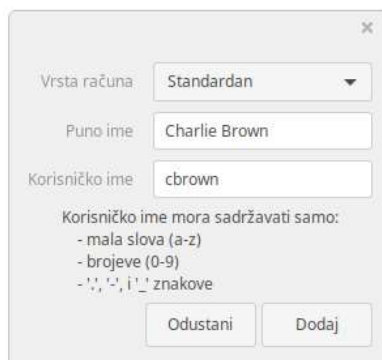 Vrsta računa Standardan
Puno ime Charlie Brown
Korisničko ime cbrown
Korisničko ime mora sadržavati samo:
- mala slova (a-z)
- brojeve (0-9)
- '.', '-', i '_' znakove
Odustani Dodaj